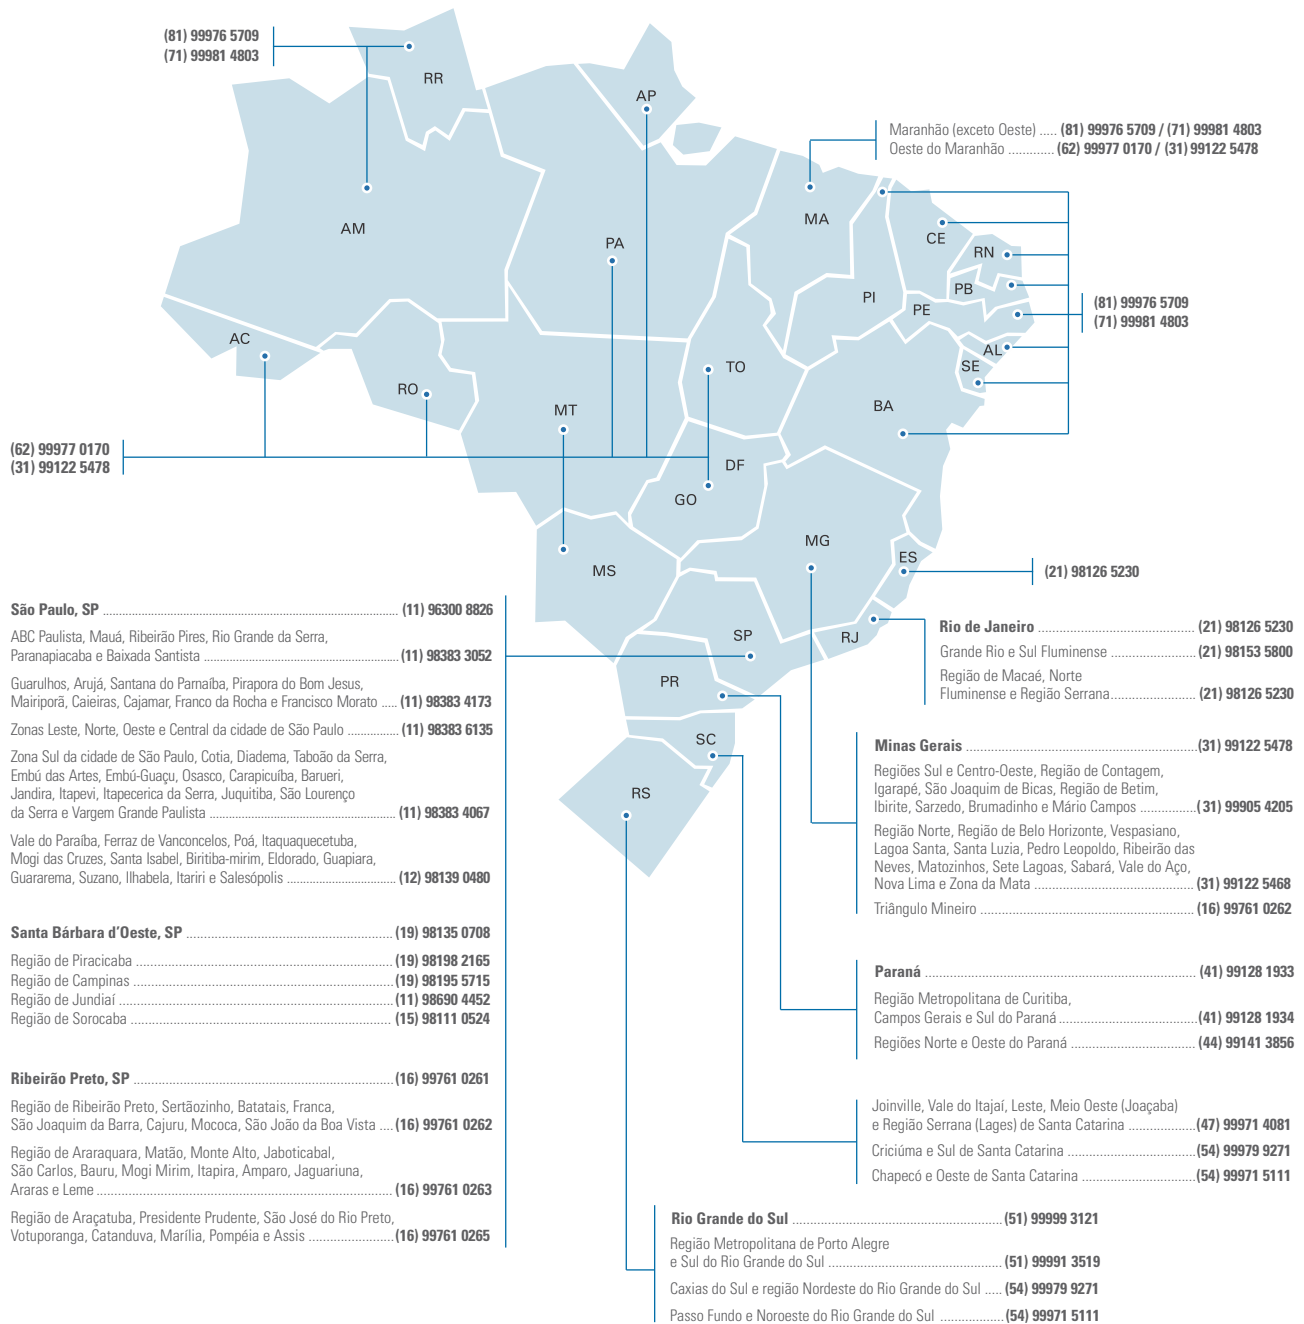 (81) 99976 5709
(71) 99981 4803
RR
AP
Maranhão (exceto Oeste) ..... (81) 99976 5709 / (71) 99981 4803
Oeste do Maranhão ............. (62) 99977 0170 / (31) 99122 5478
AM
PA
MA
CE
RN
PB
PI
PE
(81) 99976 5709
(71) 99981 4803
AC
AL
SE
RO
TO
MT
BA
(62) 99977 0170
(31) 99122 5478
DF
GO
MG
ES
MS
(21) 98126 5230
SP
RJ
PR
SC
RS
São Paulo, SP ..... (11) 96300 8826
ABC Paulista, Mauá, Ribeirão Pires, Rio Grande da Serra,
Paranapiacaba e Baixada Santista ..... (11) 98383 3052
Guarulhos, Arujá, Santana do Parnaíba, Pirapora do Bom Jesus,
Mairiporã, Caieiras, Cajamar, Franco da Rocha e Francisco Morato ..... (11) 98383 4173
Zonas Leste, Norte, Oeste e Central da cidade de São Paulo ..... (11) 98383 6135
Zona Sul da cidade de São Paulo, Cotia, Diadema, Taboão da Serra,
Embú das Artes, Embú-Guaçu, Osasco, Carapicuíba, Barueri,
Jandira, Itapevi, Itapecerica da Serra, Juquitiba, São Lourenço
da Serra e Vargem Grande Paulista ..... (11) 98383 4067
Vale do Paraíba, Ferraz de Vanconcelos, Poá, Itaquaquecetuba,
Mogi das Cruzes, Santa Isabel, Biritiba-mirim, Eldorado, Guapiara,
Guararema, Suzano, Ilhabela, Itariri e Salesópolis ..... (12) 98139 0480
Santa Bárbara d'Oeste, SP ..... (19) 98135 0708
Região de Piracicaba ..... (19) 98198 2165
Região de Campinas ..... (19) 98195 5715
Região de Jundiaí ..... (11) 98690 4452
Região de Sorocaba ..... (15) 98111 0524
Ribeirão Preto, SP ..... (16) 99761 0261
Região de Ribeirão Preto, Sertãozinho, Batatais, Franca,
São Joaquim da Barra, Cajuru, Mococa, São João da Boa Vista .... (16) 99761 0262
Região de Araraquara, Matão, Monte Alto, Jaboticabal,
São Carlos, Bauru, Mogi Mirim, Itapira, Amparo, Jaguariuna,
Araras e Leme ..... (16) 99761 0263
Região de Araçatuba, Presidente Prudente, São José do Rio Preto,
Votuporanga, Catanduva, Marília, Pompéia e Assis ..... (16) 99761 0265
Rio de Janeiro ..... (21) 98126 5230
Grande Rio e Sul Fluminense ..... (21) 98153 5800
Região de Macaé, Norte
Fluminense e Região Serrana ..... (21) 98126 5230
Minas Gerais ..... (31) 99122 5478
Regiões Sul e Centro-Oeste, Região de Contagem,
Igarapé, São Joaquim de Bicas, Região de Betim,
Ibirite, Sarzedo, Brumadinho e Mário Campos ..... (31) 99905 4205
Região Norte, Região de Belo Horizonte, Vespasiano,
Lagoa Santa, Santa Luzia, Pedro Leopoldo, Ribeirão das
Neves, Matozinhos, Sete Lagoas, Sabará, Vale do Aço,
Nova Lima e Zona da Mata ..... (31) 99122 5468
Triângulo Mineiro ..... (16) 99761 0262
Paraná ..... (41) 99128 1933
Região Metropolitana de Curitiba,
Campos Gerais e Sul do Paraná ..... (41) 99128 1934
Regiões Norte e Oeste do Paraná ..... (44) 99141 3856
Joinville, Vale do Itajaí, Leste, Meio Oeste (Joaçaba)
e Região Serrana (Lages) de Santa Catarina ..... (47) 99971 4081
Criciúma e Sul de Santa Catarina ..... (54) 99979 9271
Chapecó e Oeste de Santa Catarina ..... (54) 99971 5111
Rio Grande do Sul ..... (51) 99999 3121
Região Metropolitana de Porto Alegre
e Sul do Rio Grande do Sul ..... (51) 99991 3519
Caxias do Sul e região Nordeste do Rio Grande do Sul ..... (54) 99979 9271
Passo Fundo e Noroeste do Rio Grande do Sul ..... (54) 99971 5111